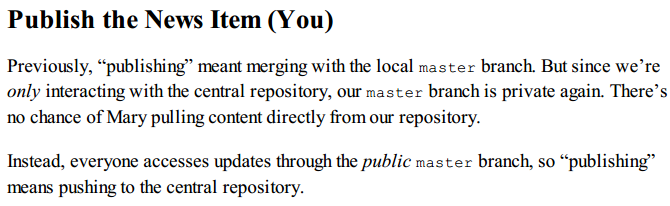 Publish the News Item (You)
Previously, “publishing” meant merging with the local master branch. But since we’re
only interacting with the central repository, our master branch is private again. There’s
no chance of Mary pulling content directly from our repository.
Instead, everyone accesses updates through the public master branch, so “publishing”
means pushing to the central repository.